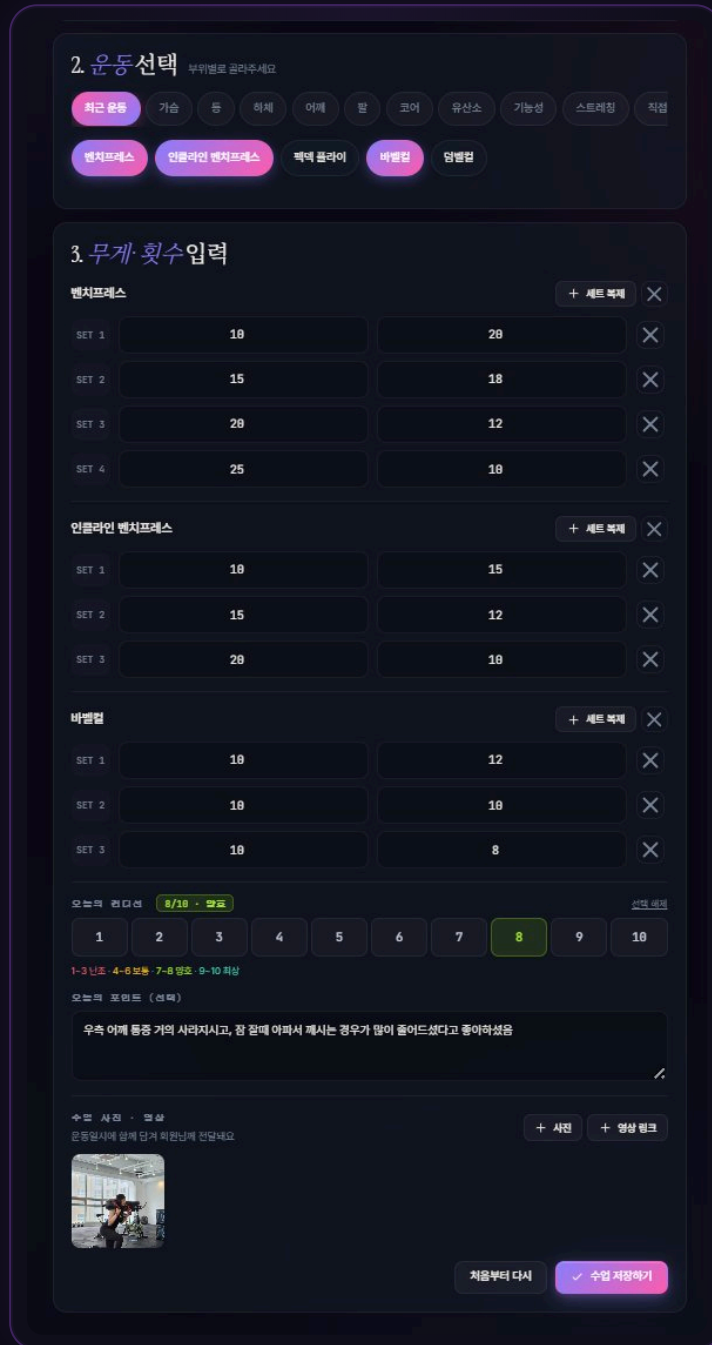 2. 운동 선택 부위별로 골라주세요
최근 운동 가슴 등 하체 어깨 팔 코어 유산소 기능성 스트레칭 직접
벤치프레스 인클라인 벤치프레스 펙덱 플라이 바벨컬 덤벨컬
3. 무게·횟수 입력
벤치프레스 + 세트 복제
SET 1 10 20
SET 2 15 18
SET 3 20 12
SET 4 25 10
인클라인 벤치프레스 + 세트 복제
SET 1 10 15
SET 2 15 12
SET 3 20 10
바벨컬 + 세트 복제
SET 1 10 12
SET 2 10 10
SET 3 10 8
오늘의 컨디션 8/10 · 양호 선택 해제
1 2 3 4 5 6 7 8 9 10
1~3 난조 · 4~6 보통 · 7~8 양호 · 9~10 최상
오늘의 포인트 (선택)
우측 어깨 통증 거의 사라지시고, 잠 잘때 아파서 깨시는 경우가 많이 줄어드셨다고 좋아하셨음
수업 사진 · 영상 + 사진 + 영상 링크
운동일지에 함께 담겨 회원님께 전달돼요
처음부터 다시 ✓ 수업 저장하기